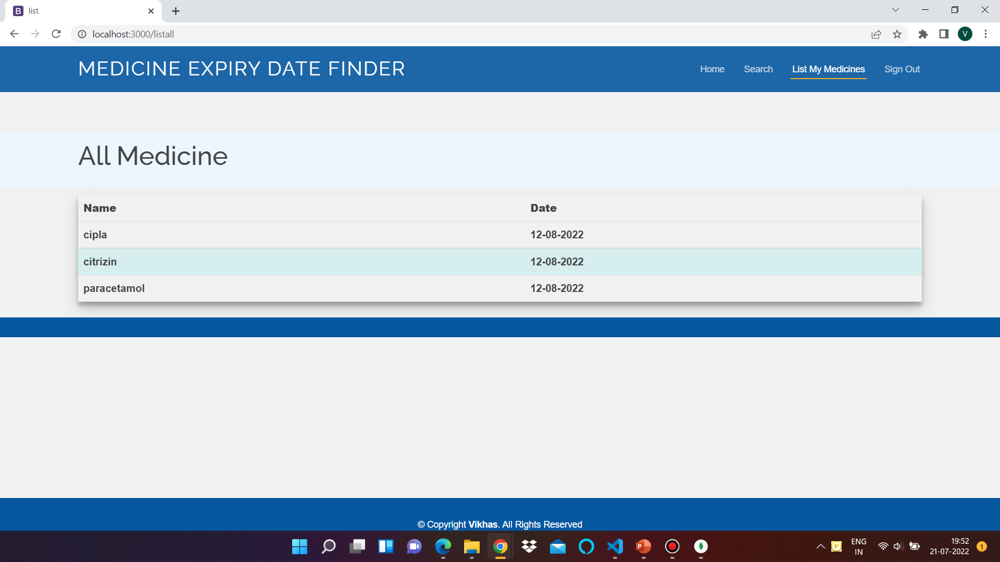 list
localhost:3000/listall
V
MEDICINE EXPIRY DATE FINDER
Home Search List My Medicines Sign Out
All Medicine
Name Date
cipla 12-08-2022
citrizin 12-08-2022
paracetamol 12-08-2022
© Copyright Vikhas. All Rights Reserved
ENG
IN
19:52
21-07-2022
1